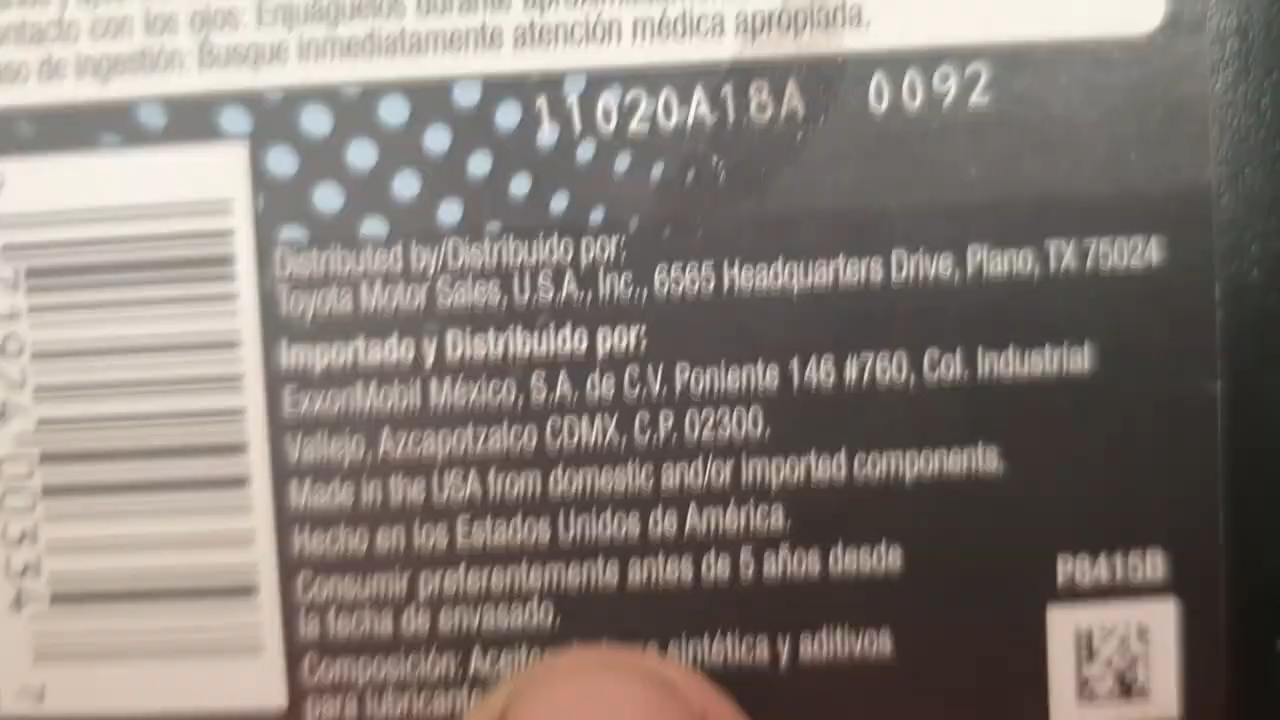 contacto con los ojos: Enjuáguelos durante
caso de ingestión: Busque inmediatamente atención médica apropiada.
11020A18A 0092
Distributed by/Distribuido por:
Toyota Motor Sales, U.S.A., Inc., 6565 Headquarters Drive, Plano, TX 75024
Importado y Distribuido por:
ExxonMobil México, S.A. de C.V. Poniente 146 #760, Col. Industrial
Vallejo, Azcapotzalco CDMX, C.P. 02300.
Made in the USA from domestic and/or imported components.
Hecho en los Estados Unidos de América.
Consumir preferentemente antes de 5 años desde
la fecha de envasado.
P8415B
Composición: Aceite sintética y aditivos
para lubricante